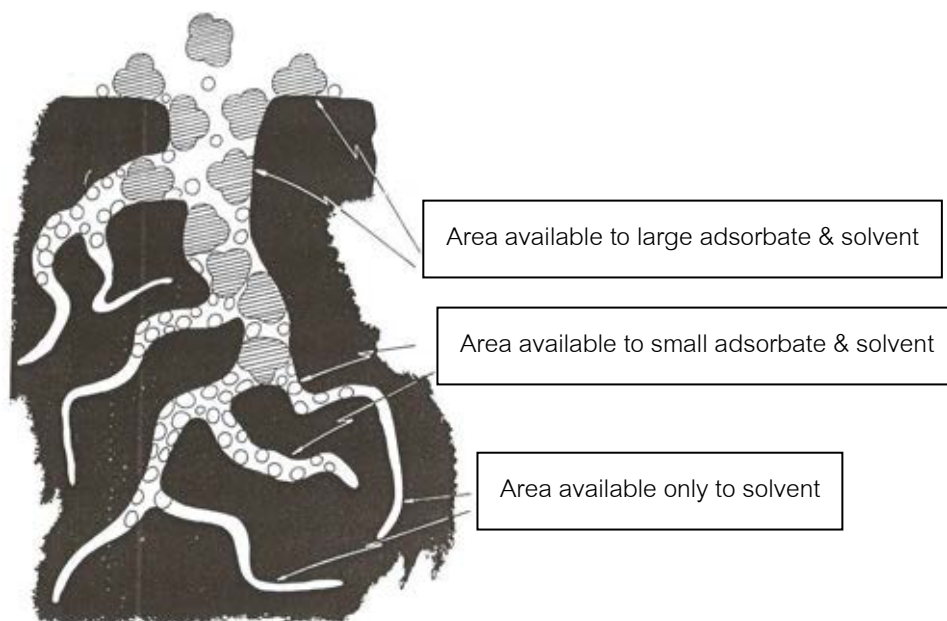 Area available to large adsorbate & solvent
Area available to small adsorbate & solvent
Area available only to solvent